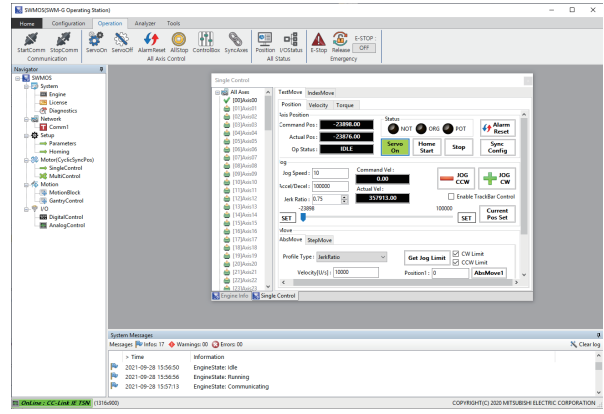 SWMOS(SWM-G Operating Station)
Home Configuration Operation Analyzer Tools
StartComm StopComm ServoOn ServoOff AlarmReset AllStop ControlBox SyncAxes Position I/OStatus E-Stop Release E-STOP : OFF
Communication All Axis Control All Status Emergency
Navigator
SWMOS
System
Engine
License
Diagnostics
Network
Comm1
Setup
Parameters
Homing
Motor(CyclicSyncPos)
SingleControl
MultiControl
Motion
MotionBlock
GantryControl
I/O
DigitalControl
AnalogControl
Single Control
All Axes
[00]Axis00
[01]Axis01
[02]Axis02
[03]Axis03
[04]Axis04
[05]Axis05
[06]Axis06
[07]Axis07
[08]Axis08
[09]Axis09
[10]Axis10
[11]Axis11
[12]Axis12
[13]Axis13
[14]Axis14
[15]Axis15
[16]Axis16
[17]Axis17
[18]Axis18
[19]Axis19
[20]Axis20
[21]Axis21
[22]Axis22
[23]Axis23
TestMove IndexMove
Position Velocity Torque
Axis Position
Command Pos : -23898.00
Actual Pos : -23876.00
Op Status : IDLE
Status
NOT ORG POT
Alarm Reset
Servo On Home Start Stop Sync Config
Jog
Jog Speed : 10
Accel/Decel : 100000
Jerk Ratio : 0.75
Command Vel :
0.00
Actual Vel :
357913.00
JOG CCW JOG CW
Enable TrackBar Control
-23898 100000
SET SET Current Pos Set
Move
AbsMove StepMove
Profile Type : JerkRatio
Get Jog Limit CW Limit
CCW Limit
Velocity[U/s] : 10000 Position1 : 0 AbsMove1
Engine Info Single Control
System Messages
Messages Infos: 17 Warnings: 00 Errors: 00 Clear log
Time Information
2021-09-28 15:56:50 EngineState: Idle
2021-09-28 15:56:56 EngineState: Running
2021-09-28 15:57:13 EngineState: Communicating
OnLine : CC-Link IE TSN (1316x900) COPYRIGHT(C) 2020 MITSUBISHI ELECTRIC CORPORATION